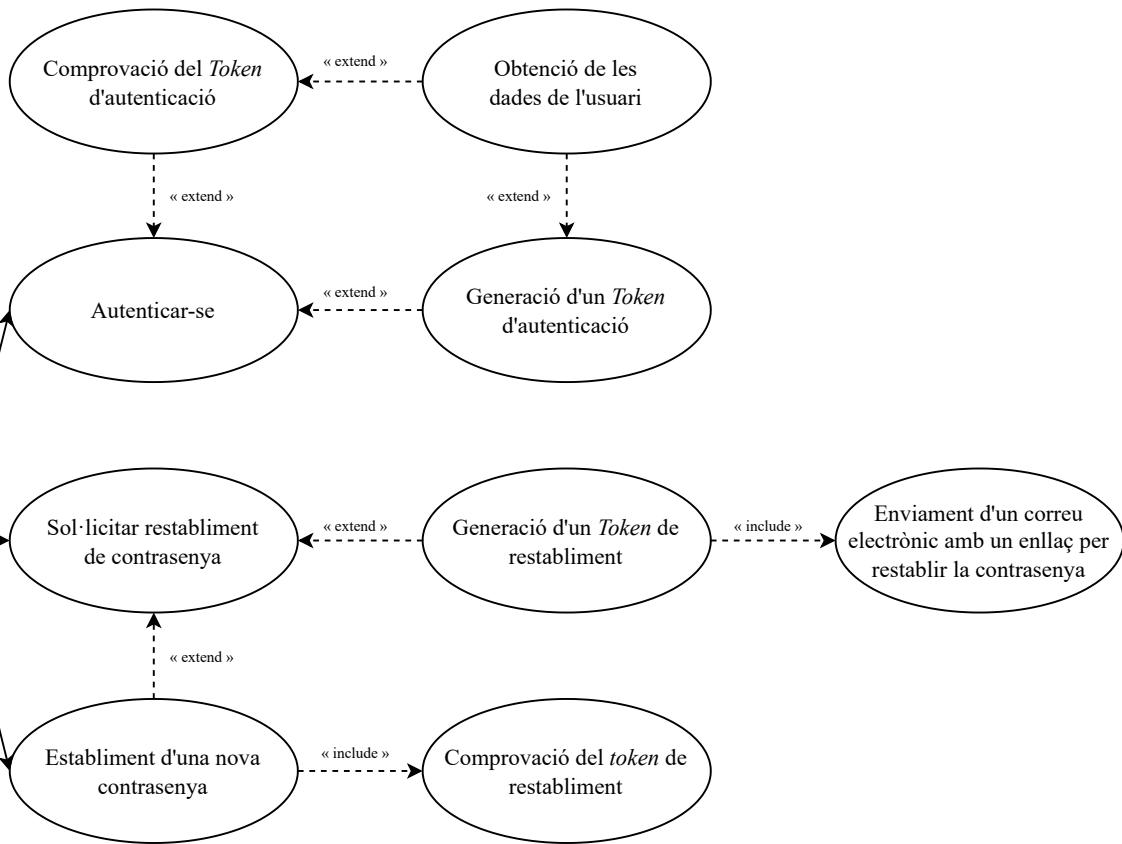 Comprovació del Token
d'autenticació
« extend »
Obtenció de les
dades de l'usuari
« extend »
« extend »
Autenticar-se
« extend »
Generació d'un Token
d'autenticació
Sol·licitar restabliment
de contrasenya
« extend »
Generació d'un Token de
restabliment
« include »
Enviament d'un correu
electrònic amb un enllaç per
restablir la contrasenya
« extend »
Establiment d'una nova
contrasenya
« include »
Comprovació del token de
restabliment